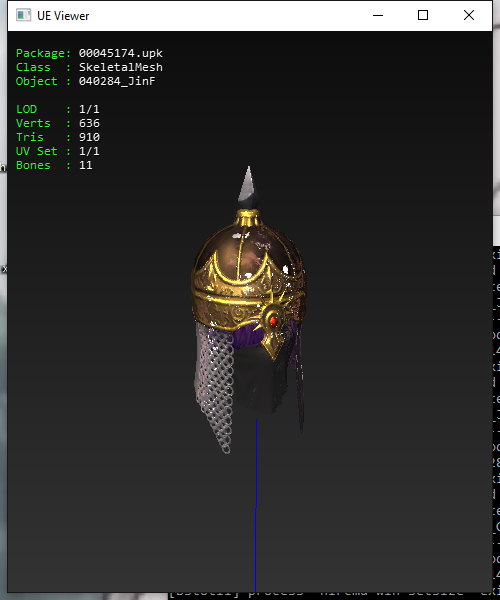 UE Viewer
Package: 00045174.upk
Class : SkeletalMesh
Object : 040284_JinF
LOD : 1/1
Verts : 636
Tris : 910
UV Set : 1/1
Bones : 11